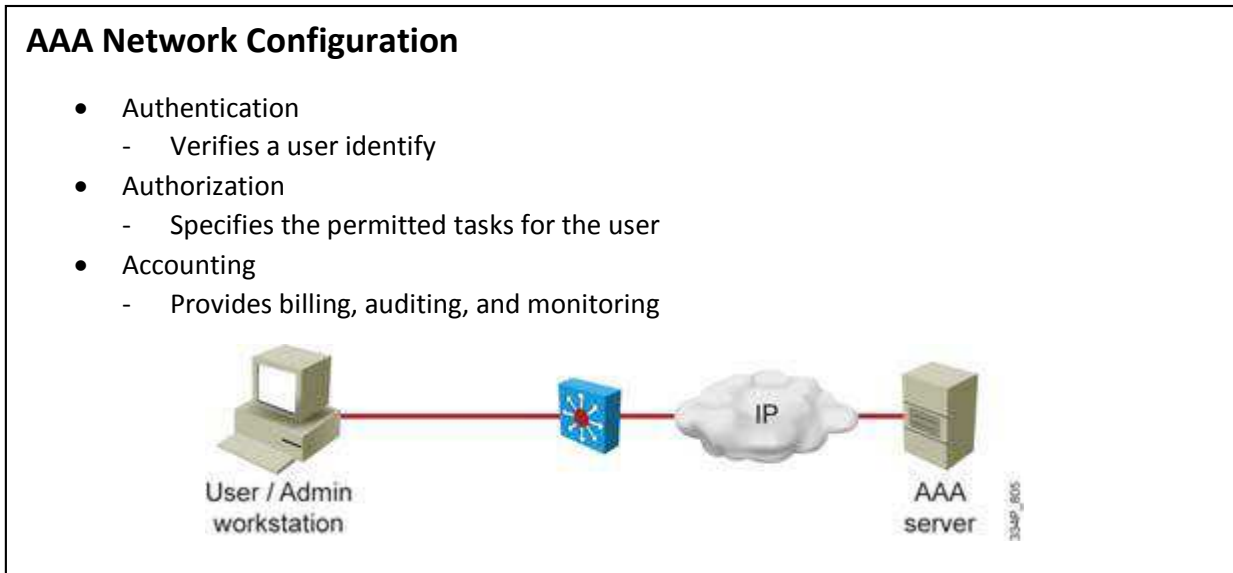 AAA Network Configuration
• Authentication
- Verifies a user identify
• Authorization
- Specifies the permitted tasks for the user
• Accounting
- Provides billing, auditing, and monitoring
IP
User / Admin
workstation
AAA
server
334P_805